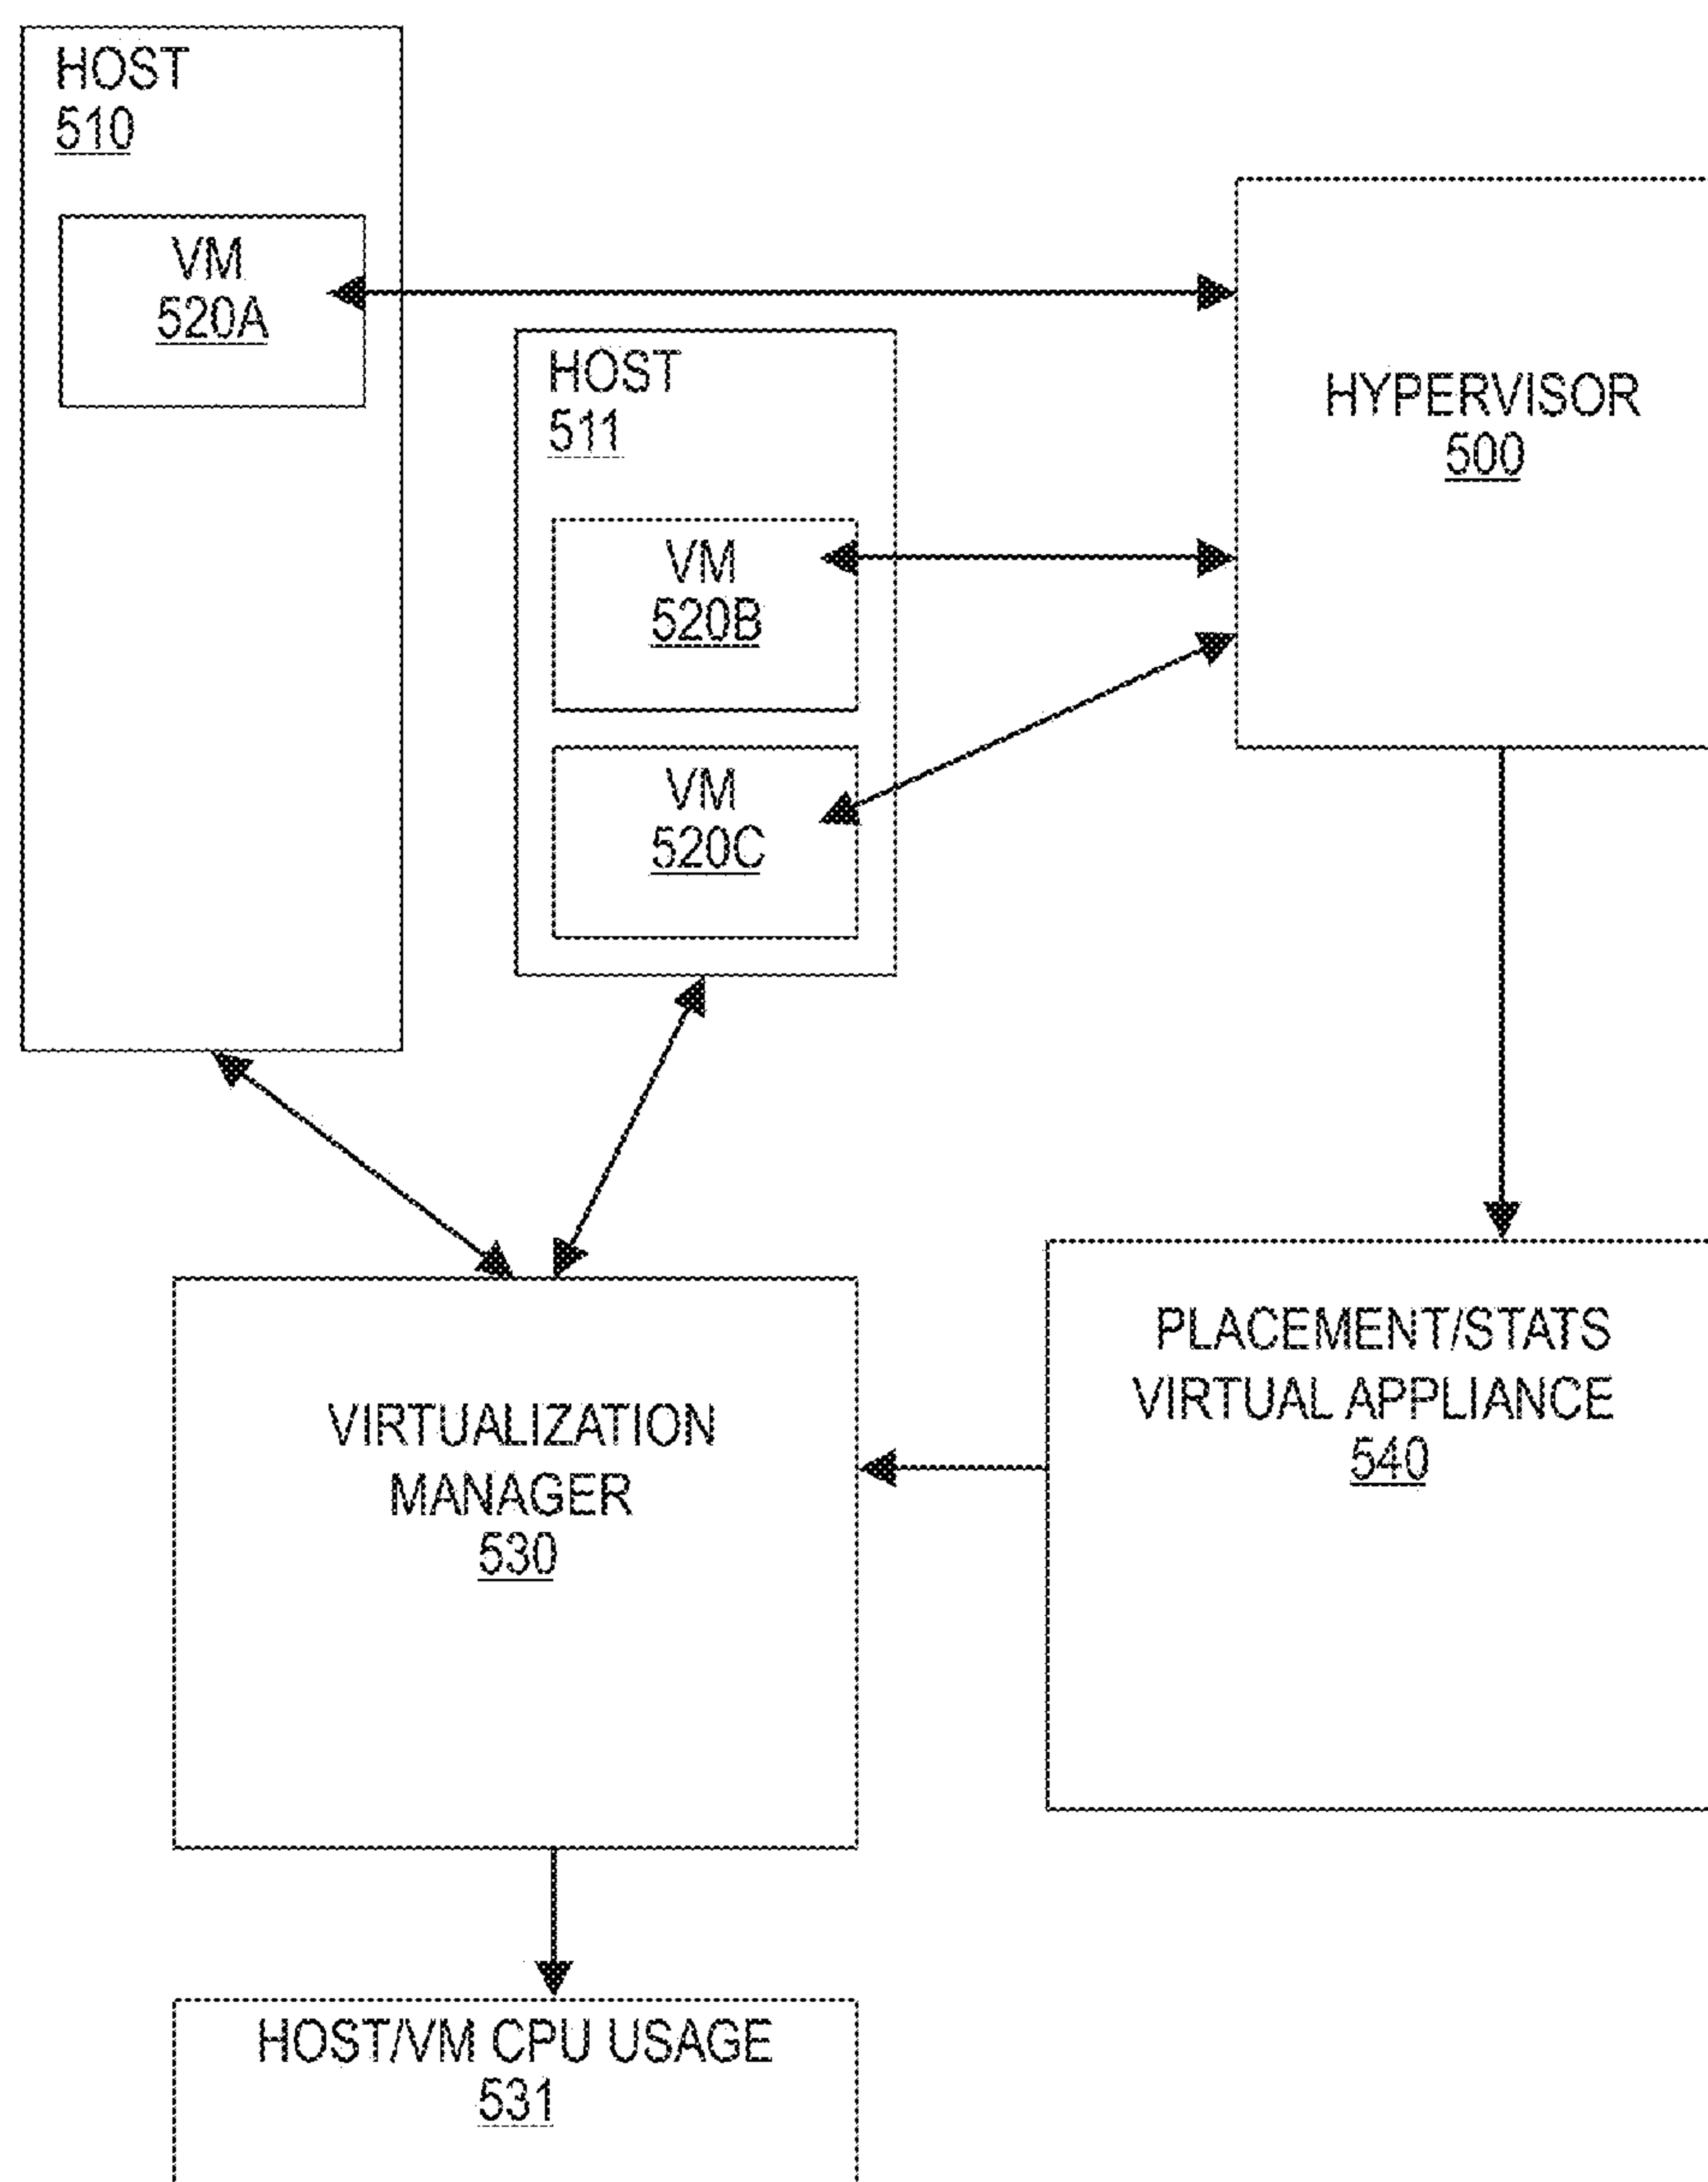 HOST
510
VM
520A
HOST
511
VM
520B
VM
520C
HYPERVISOR
500
VIRTUALIZATION
MANAGER
530
PLACEMENT/STATS
VIRTUAL APPLIANCE
540
HOST/VM CPU USAGE
531